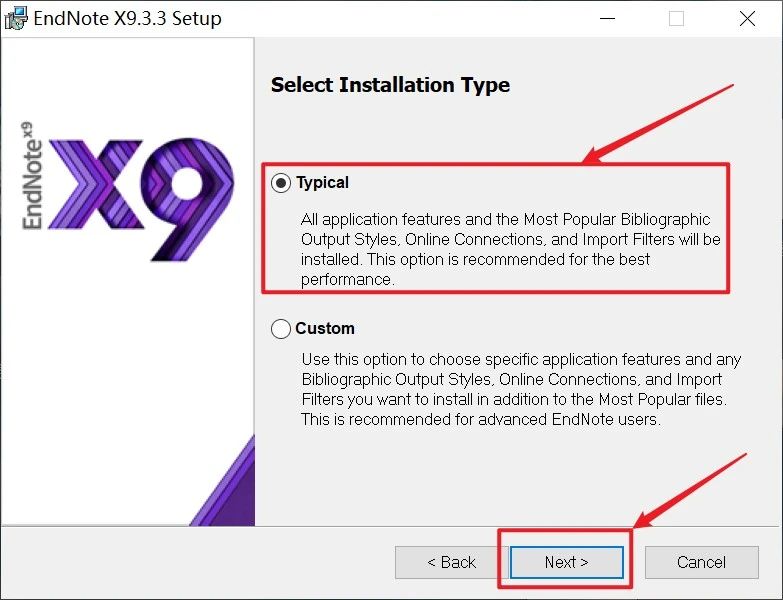 EndNote X9.3.3 Setup
EndNote x9
X9
Select Installation Type
Typical
All application features and the Most Popular Bibliographic
Output Styles, Online Connections, and Import Filters will be
installed. This option is recommended for the best
performance.
Custom
Use this option to choose specific application features and any
Bibliographic Output Styles, Online Connections, and Import
Filters you want to install in addition to the Most Popular files.
This is recommended for advanced EndNote users.
< Back
Next >
Cancel